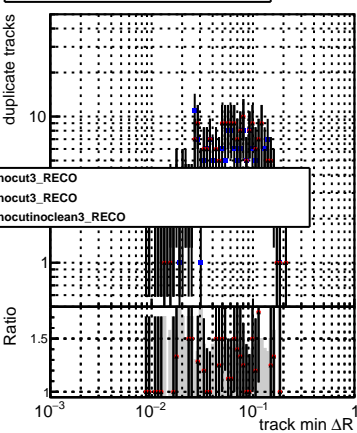 duplicate tracks
10
nocut3_RECO
nocut3_RECO
nocutinoclean3_RECO
1
Ratio
1.5
1
10−3
10−2
10−1
1
track min ΔR